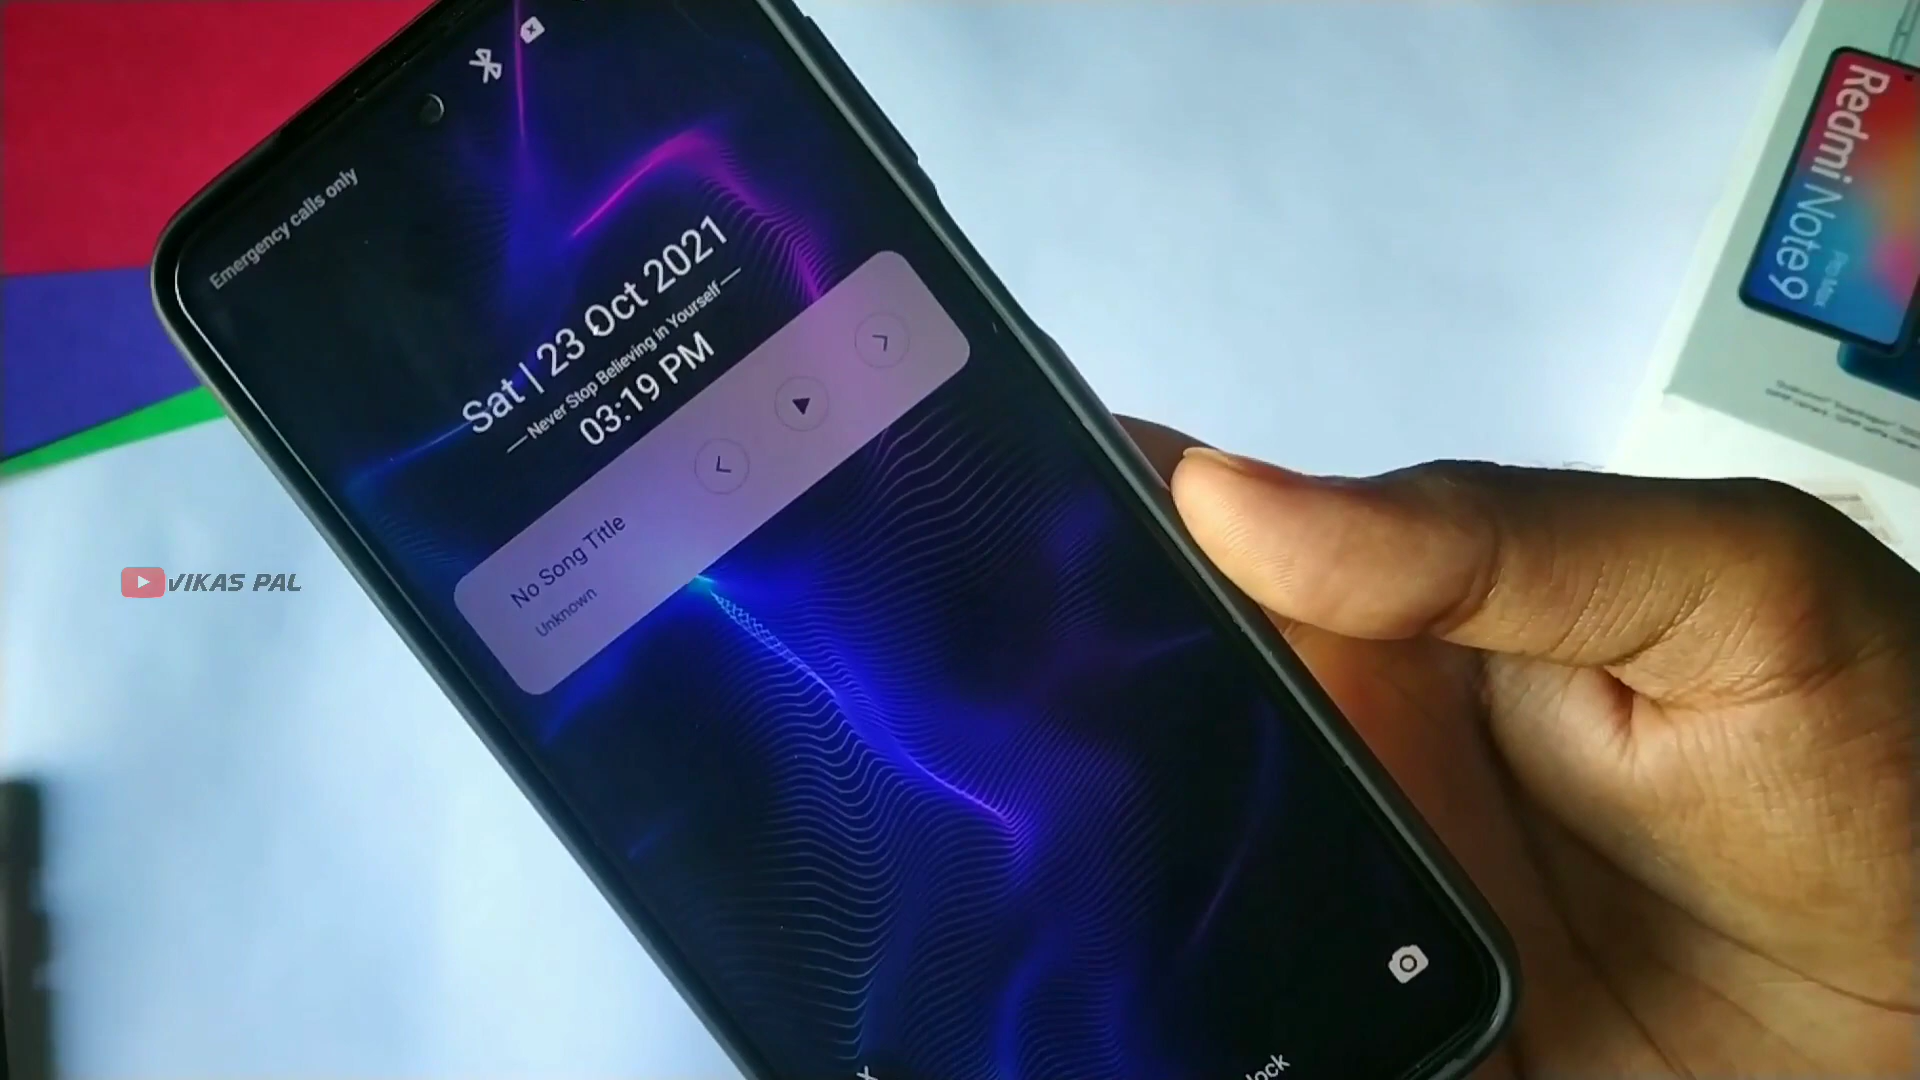 Emergency calls only
Sat | 23 Oct 2021
Never Stop Believing in Yourself
03:19 PM
No Song Title
Unknown
VIKAS PAL
Redmi Note 9
Pro Max